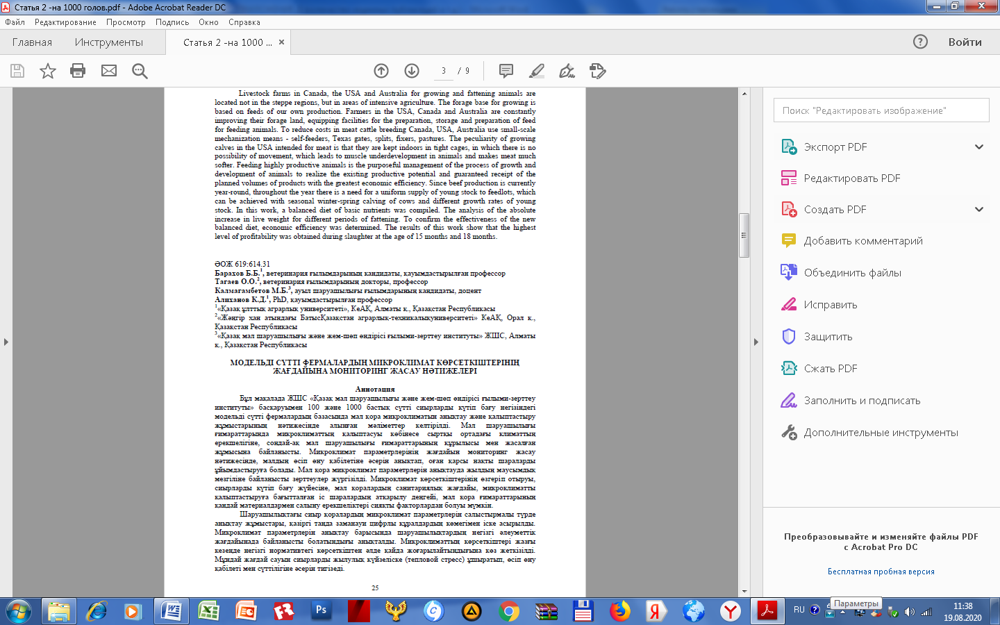 Статья 2 -на 1000 голов.pdf - Adobe Acrobat Reader DC
Файл Редактирование Просмотр Подпись Окно Справка
Главная Инструменты Статья 2 -на 1000 ... × Войти
3 / 9
Livestock farms in Canada, the USA and Australia for growing and fattening animals are
located not in the steppe regions, but in areas of intensive agriculture. The forage base for growing is
based on feeds of our own production. Farmers in the USA, Canada and Australia are constantly
improving their forage land, equipping facilities for the preparation, storage and preparation of feed
for feeding animals. To reduce costs in meat cattle breeding Canada, USA, Australia use small-scale
mechanization means - self-feeders, Texas gates, splits, fixers, pastures. The peculiarity of growing
calves in the USA intended for meat is that they are kept indoors in tight cages, in which there is no
possibility of movement, which leads to muscle underdevelopment in animals and makes meat much
softer. Feeding highly productive animals is the purposeful management of the process of growth and
development of animals to realize the existing productive potential and guaranteed receipt of the
planned volumes of products with the greatest economic efficiency. Since beef production is currently
year-round, throughout the year there is a need for a uniform supply of young stock to feedlots, which
can be achieved with seasonal winter-spring calving of cows and different growth rates of young
stock. In this work, a balanced diet of basic nutrients was compiled. The analysis of the absolute
increase in live weight for different periods of fattening. To confirm the effectiveness of the new
balanced diet, economic efficiency was determined. The results of this work show that the highest
level of profitability was obtained during slaughter at the age of 15 months and 18 months.
ӘОЖ 619:614.31
Барахов Б.Б.1, ветеринария ғылымдарының кандидаты, қауымдастырылған профессор
Тагаев О.О.2, ветеринария ғылымдарының докторы, профессор
Калмагамбетов М.Б.3, ауыл шаруашылығы ғылымдарының кандидаты, доцент
Алиханов К.Д.1, PhD, қауымдастырылған профессор
1«Қазақ ұлттық аграрлық университеті», КеАҚ, Алматы қ., Қазақстан Республикасы
2«Жәңгір хан атындағы БатысҚазақстан аграрлық-техникалықуниверситеті» КеАҚ, Орал қ.,
Қазақстан Республикасы
3«Қазақ мал шаруашылығы және жем-шөп өндірісі ғылыми-зерттеу институты» ЖШС, Алматы
қ., Қазақстан Республикасы
МОДЕЛЬДІ СҮТТІ ФЕРМАЛАРДЫҢ МИКРОКЛИМАТ КӨРСЕТКІШТЕРІНІҢ
ЖАҒДАЙЫНА МОНИТОРИНГ ЖАСАУ НӘТИЖЕЛЕРІ
Аннотация
Бұл мақалада ЖШС «Қазақ мал шаруашылығы және жем-шөп өндірісі ғылыми-зерттеу
институты» басқаруымен 100 және 1000 бастық сүтті сиырларды күтіп бағу негізіндегі
модельді сүтті фермалардың базасында мал қора микроклиматын анықтау және қалыптастыру
жұмыстарының нәтижесінде алынған мәліметтер келтірілді. Мал шаруашылығы
ғимараттарында микроклиматтың қалыптасуы көбінесе сыртқы ортадағы климаттың
ерекшелігіне, сондай-ақ мал шаруашылығы ғимараттарының құрылысы мен жасалған
жұмысына байланысты. Микроклимат параметрлерінің жағдайын мониторинг жасау
нәтижесінде, малдың өсіп өну қабілетіне әсерін анықтап, оған қарсы нақты шараларды
ұйымдастыруға болады. Мал қора микроклимат параметрлерін анықтауда жылдың маусымдық
мезгіліне байланысты зерттеулер жүргізілді. Микроклимат көрсеткіштерінің өзгеріп отыруы,
сиырларды күтіп бағу жүйесіне, мал қоралардың санитариялық жағдайы, микроклиматты
қалыптастыруға бағытталған іс шаралардың атқарылу деңгейі, мал қора ғимараттарының
қандай материалдармен салыну ерекшеліктері сияқты факторлардан болуы мүмкін.
Шаруашылықтағы сиыр қоралардың микроклимат параметрлерін салыстырмалы түрде
анықтау жұмыстары, қазіргі таңда заманауи цифрлы құралдардың көмегімен іске асырылды.
Микроклимат параметрлерін анықтау барысында шаруашылықтардың негізгі әлеуметтік
жағдайынада байланысты болатындығы анықталды. Микроклиматтың көрсеткіштері жазғы
кезеңде негізгі нормативтегі көрсеткіштен әлде қайда жоғарылайтындығына көз жеткізілді.
Мұндай жағдай сауын сиырларды жылулық күйзеліске (тепловой стресс) ұшыратып, өсіп өну
қабілеті мен сүттілігіне әсерін тигізеді.
25
Поиск "Редактировать изображение"
Экспорт PDF
Редактировать PDF
Создать PDF
Добавить комментарий
Объединить файлы
Исправить
Защитить
Сжать PDF
Заполнить и подписать
Дополнительные инструменты
Преобразовывайте и изменяйте файлы PDF
с Acrobat Pro DC
Бесплатная пробная версия
Параметры
RU
11:38
19.08.2020